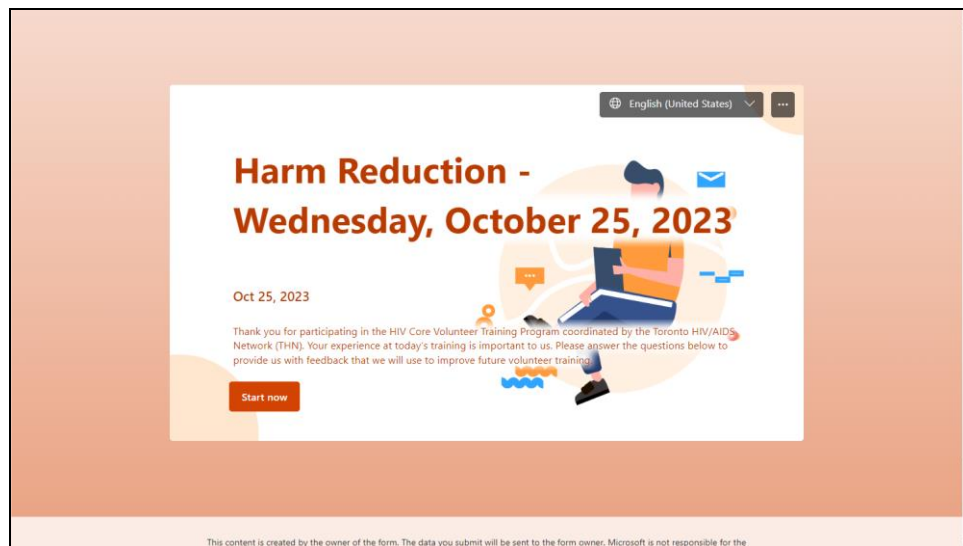 English (United States)
Harm Reduction -
Wednesday, October 25, 2023
Oct 25, 2023
Thank you for participating in the HIV Core Volunteer Training Program coordinated by the Toronto HIV/AIDS
Network (THN). Your experience at today's training is important to us. Please answer the questions below to
provide us with feedback that we will use to improve future volunteer training.
Start now
This content is created by the owner of the form. The data you submit will be sent to the form owner. Microsoft is not responsible for the